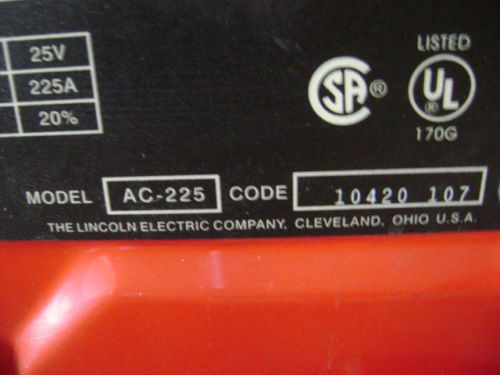 25V
225A
20%
LISTED
SA ®
UL ®
170G
MODEL AC-225 CODE 10420 107
THE LINCOLN ELECTRIC COMPANY, CLEVELAND, OHIO U.S.A.